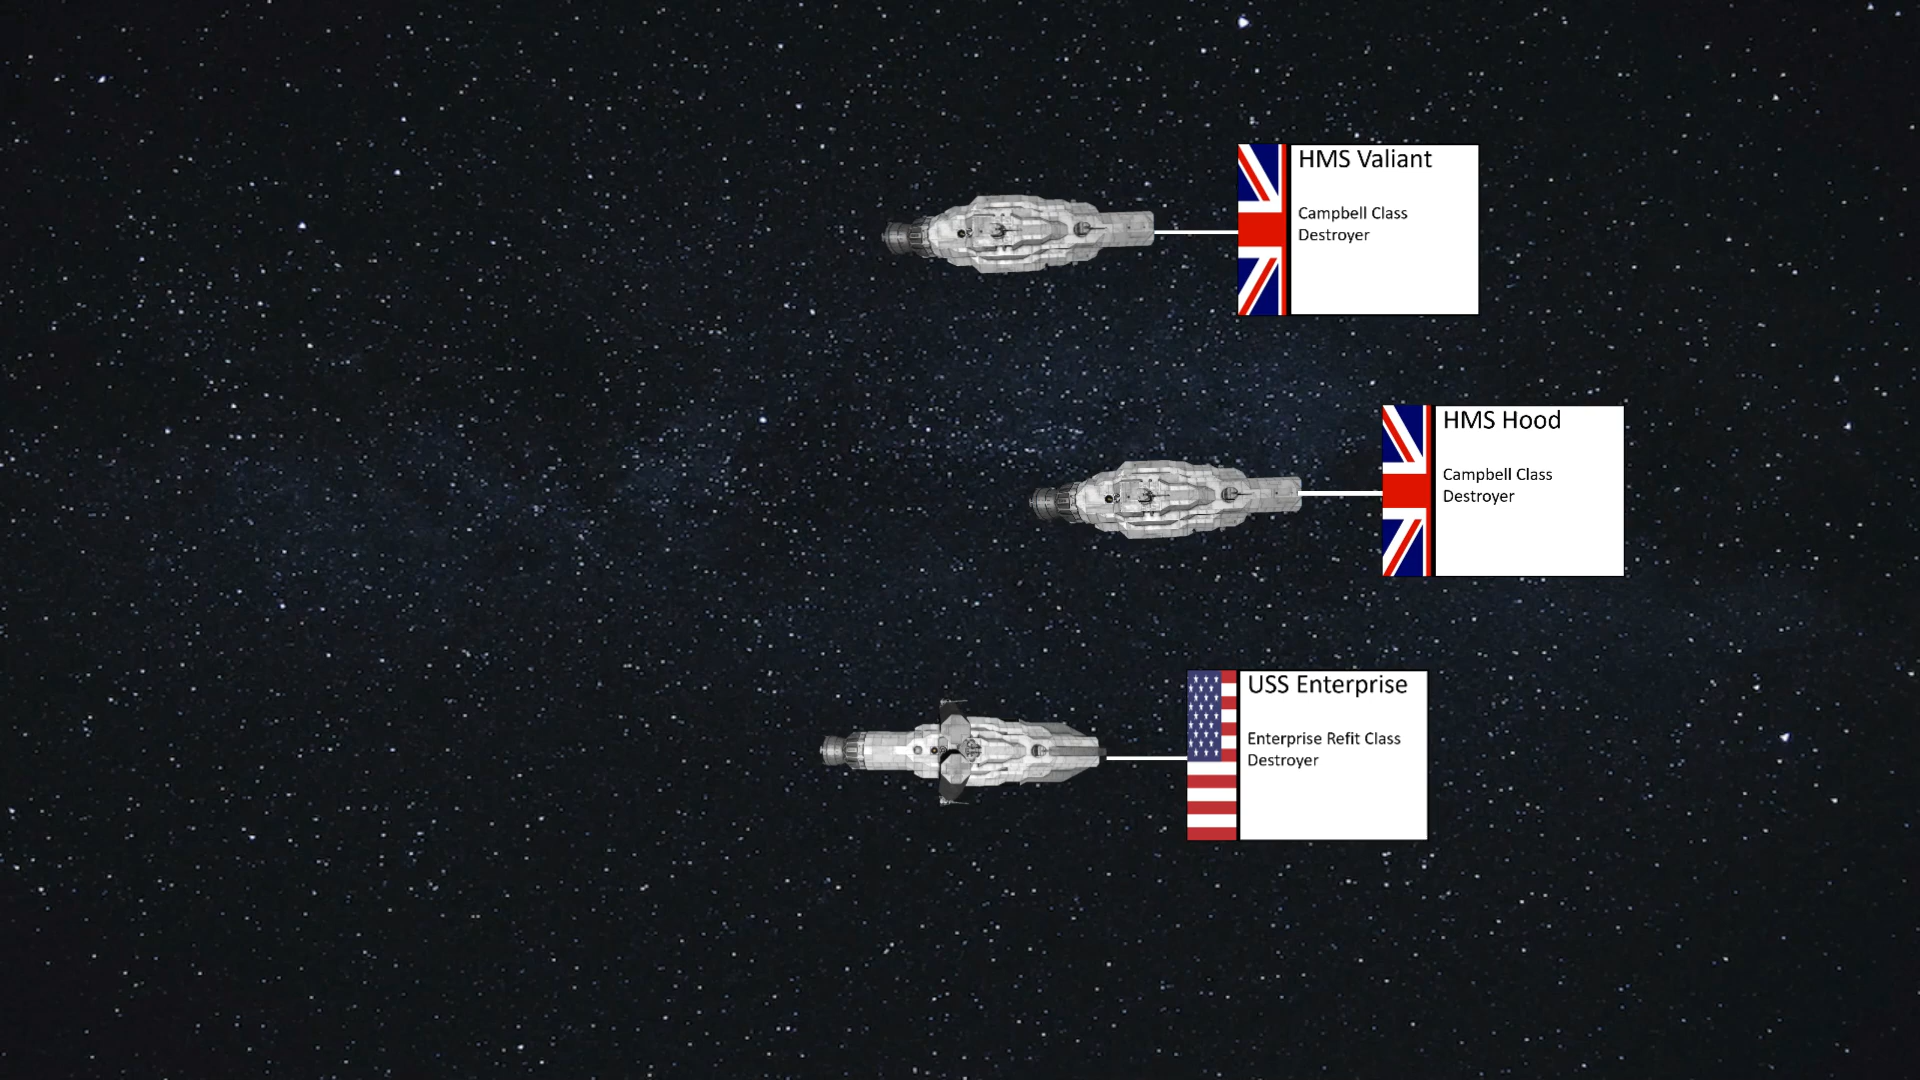 HMS Valiant
Campbell Class
Destroyer
HMS Hood
Campbell Class
Destroyer
USS Enterprise
Enterprise Refit Class
Destroyer